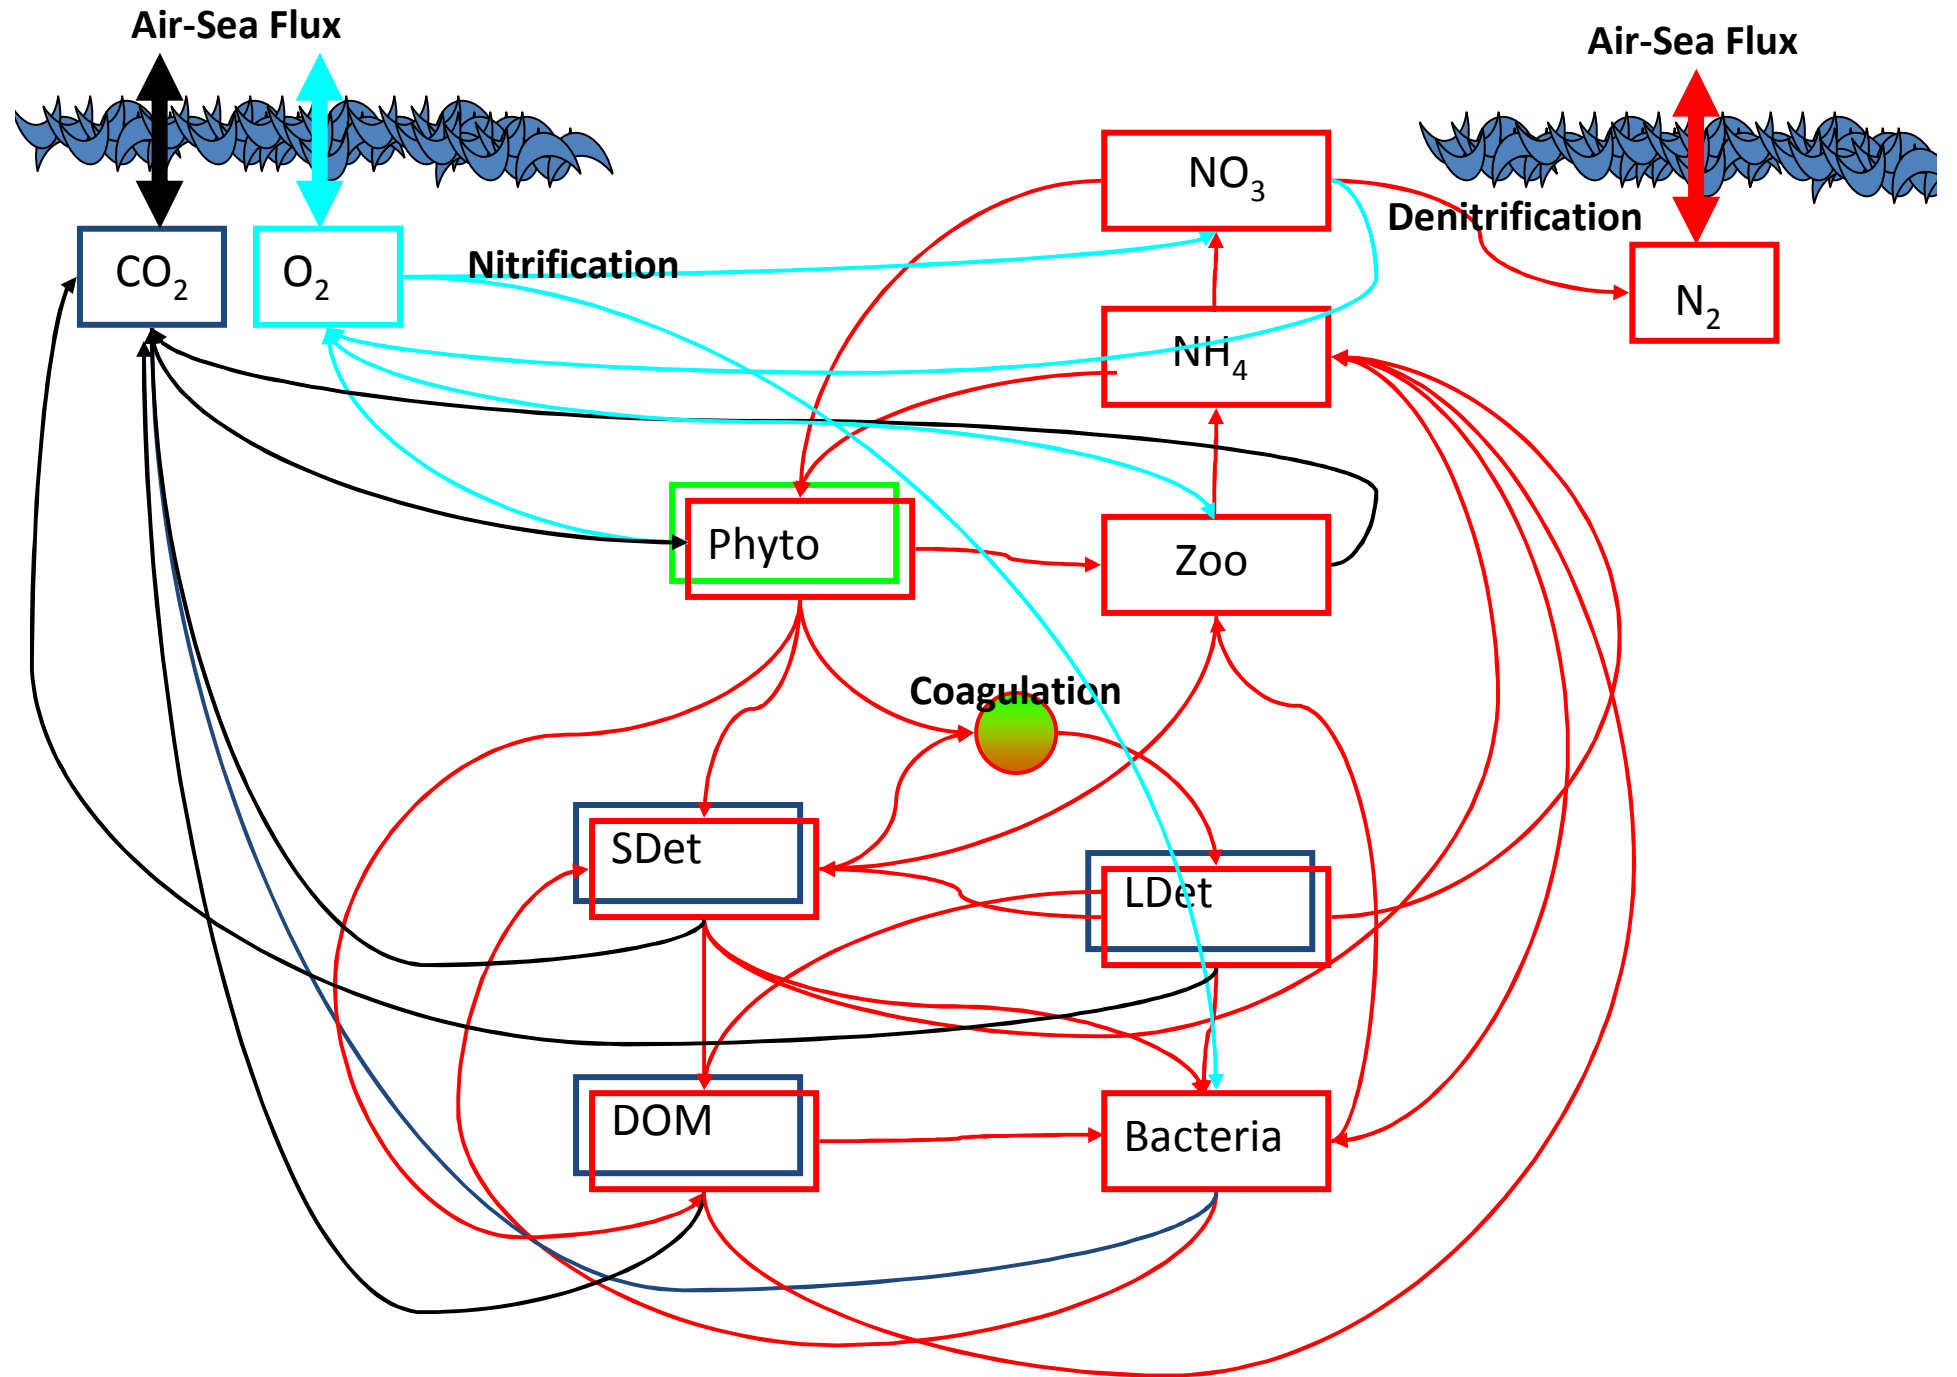 Air-Sea Flux
Air-Sea Flux
NO₃
Denitrification
CO₂
O₂
Nitrification
N₂
NH₄
Phyto
Zoo
Coagulation
SDet
LDet
DOM
Bacteria